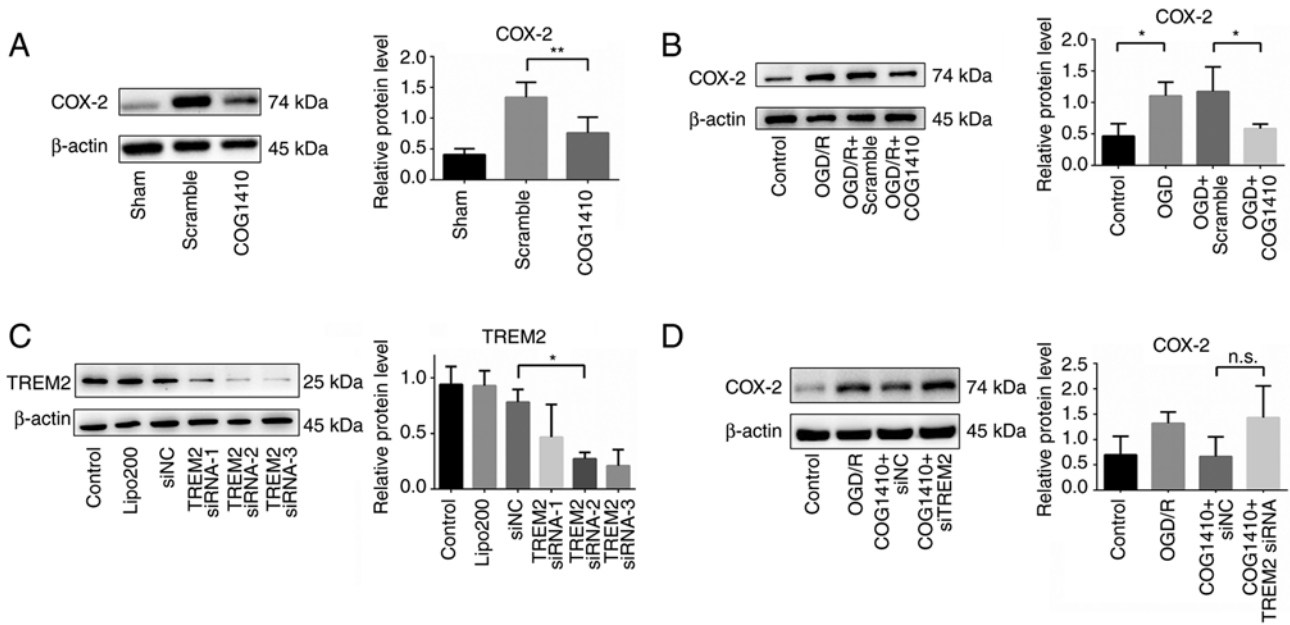 A
COX-2
74 kDa
β-actin
45 kDa
Sham
Scramble
COG1410
COX-2
Relative protein level
2.0
1.5
1.0
0.5
0.0
**
Sham
Scramble
COG1410
B
COX-2
74 kDa
β-actin
45 kDa
Control
OGD/R
OGD/R+
Scramble
OGD/R+
COG1410
COX-2
Relative protein level
2.0
1.5
1.0
0.5
0.0
*
*
Control
OGD
OGD+
Scramble
OGD+
COG1410
C
TREM2
25 kDa
β-actin
45 kDa
Control
Lipo200
siNC
TREM2
siRNA-1
TREM2
siRNA-2
TREM2
siRNA-3
TREM2
Relative protein level
1.0
0.5
0.0
*
Control
Lipo200
siNC
TREM2
siRNA-1
TREM2
siRNA-2
TREM2
siRNA-3
D
COX-2
74 kDa
β-actin
45 kDa
Control
OGD/R
COG1410+
siNC
COG1410+
siTREM2
COX-2
Relative protein level
2.5
2.0
1.5
1.0
0.5
0.0
n.s.
Control
OGD/R
COG1410+
siNC
COG1410+
TREM2 siRNA